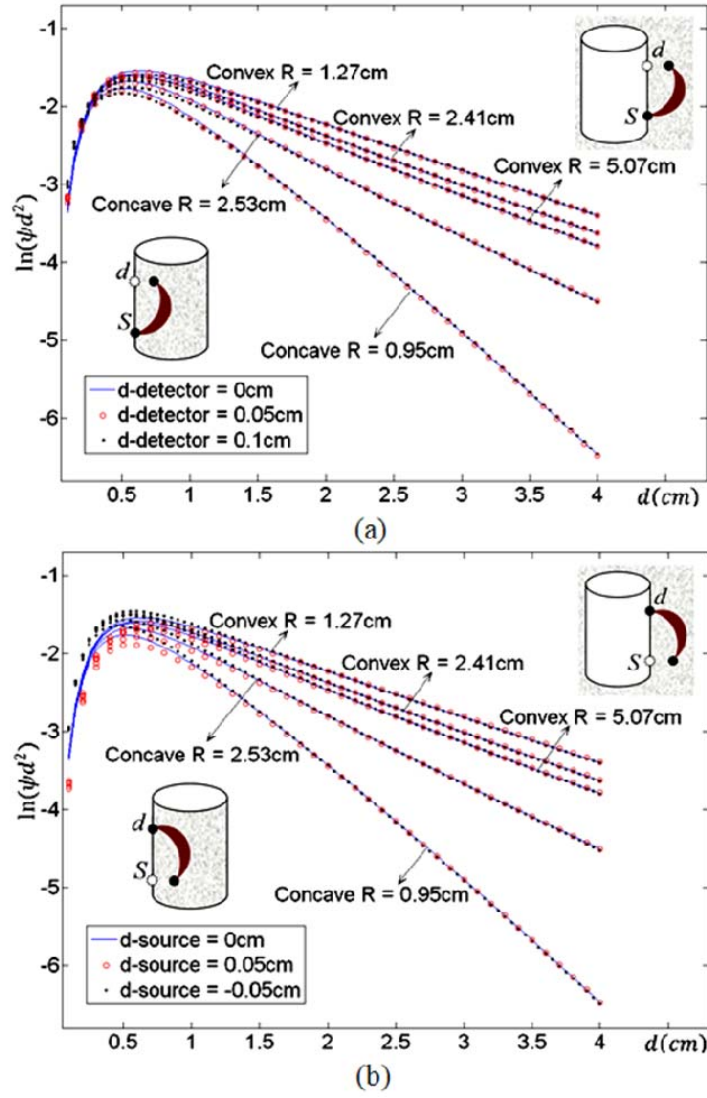 -1
-2
-3
-4
-5
-6
ln(ψd²)
Convex R = 1.27cm
Convex R = 2.41cm
Convex R = 5.07cm
Concave R = 2.53cm
Concave R = 0.95cm
d
S
d
S
d-detector = 0cm
d-detector = 0.05cm
d-detector = 0.1cm
0.5 1 1.5 2 2.5 3 3.5 4
d(cm)
(a)
-1
-2
-3
-4
-5
-6
ln(ψd²)
Convex R = 1.27cm
Convex R = 2.41cm
Convex R = 5.07cm
Concave R = 2.53cm
Concave R = 0.95cm
d
S
d
S
d-source = 0cm
d-source = 0.05cm
d-source = -0.05cm
0.5 1 1.5 2 2.5 3 3.5 4
d(cm)
(b)